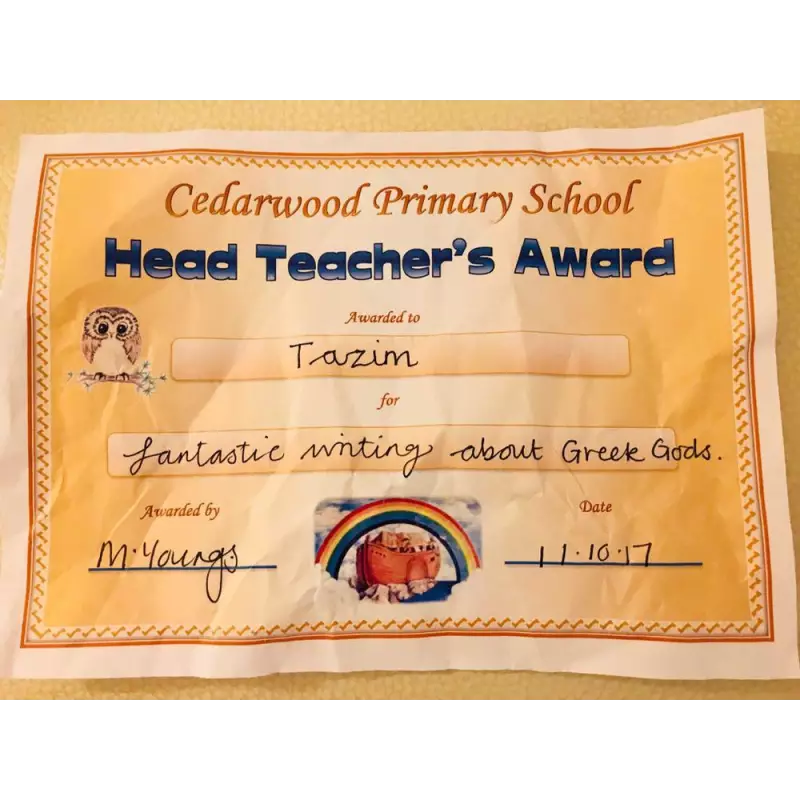 Cedarwood Primary School
Head Teacher's Award
Awarded to
Tazim
for
fantastic writing about Greek Gods.
Awarded by
M. Youngs
Date
11.10.17